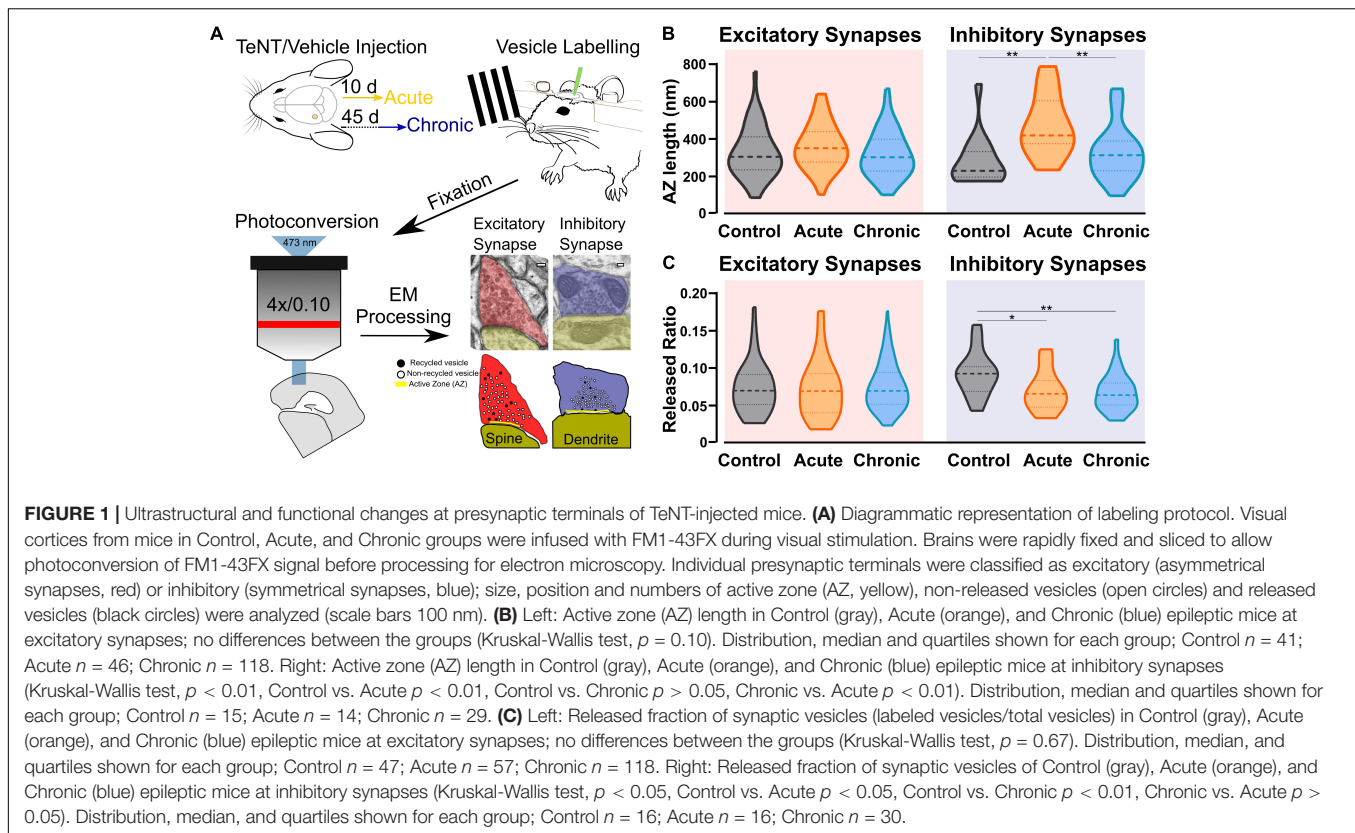 A
TeNT/Vehicle Injection
10 d
Acute
45 d
Chronic
Vesicle Labelling
Fixation
Photoconversion
473 nm
4x/0.10
EM
Processing
Excitatory
Synapse
Inhibitory
Synapse
Recycled vesicle
Non-recycled vesicle
Active Zone (AZ)
Spine
Dendrite
B
Excitatory Synapses
Inhibitory Synapses
AZ length (nm)
800
600
400
200
0
**
**
Control Acute Chronic
Control Acute Chronic
C
Excitatory Synapses
Inhibitory Synapses
Released Ratio
0.20
0.15
0.10
0.05
0
**
*
Control Acute Chronic
Control Acute Chronic
FIGURE 1 | Ultrastructural and functional changes at presynaptic terminals of TeNT-injected mice. (A) Diagrammatic representation of labeling protocol. Visual
cortices from mice in Control, Acute, and Chronic groups were infused with FM1-43FX during visual stimulation. Brains were rapidly fixed and sliced to allow
photoconversion of FM1-43FX signal before processing for electron microscopy. Individual presynaptic terminals were classified as excitatory (asymmetrical
synapses, red) or inhibitory (symmetrical synapses, blue); size, position and numbers of active zone (AZ, yellow), non-released vesicles (open circles) and released
vesicles (black circles) were analyzed (scale bars 100 nm). (B) Left: Active zone (AZ) length in Control (gray), Acute (orange), and Chronic (blue) epileptic mice at
excitatory synapses; no differences between the groups (Kruskal-Wallis test, p = 0.10). Distribution, median and quartiles shown for each group; Control n = 41;
Acute n = 46; Chronic n = 118. Right: Active zone (AZ) length in Control (gray), Acute (orange), and Chronic (blue) epileptic mice at inhibitory synapses
(Kruskal-Wallis test, p < 0.01, Control vs. Acute p < 0.01, Control vs. Chronic p > 0.05, Chronic vs. Acute p < 0.01). Distribution, median and quartiles shown for
each group; Control n = 15; Acute n = 14; Chronic n = 29. (C) Left: Released fraction of synaptic vesicles (labeled vesicles/total vesicles) in Control (gray), Acute
(orange), and Chronic (blue) epileptic mice at excitatory synapses; no differences between the groups (Kruskal-Wallis test, p = 0.67). Distribution, median, and
quartiles shown for each group; Control n = 47; Acute n = 57; Chronic n = 118. Right: Released fraction of synaptic vesicles of Control (gray), Acute (orange), and
Chronic (blue) epileptic mice at inhibitory synapses (Kruskal-Wallis test, p < 0.05, Control vs. Acute p < 0.05, Control vs. Chronic p < 0.01, Chronic vs. Acute p >
0.05). Distribution, median, and quartiles shown for each group; Control n = 16; Acute n = 16; Chronic n = 30.